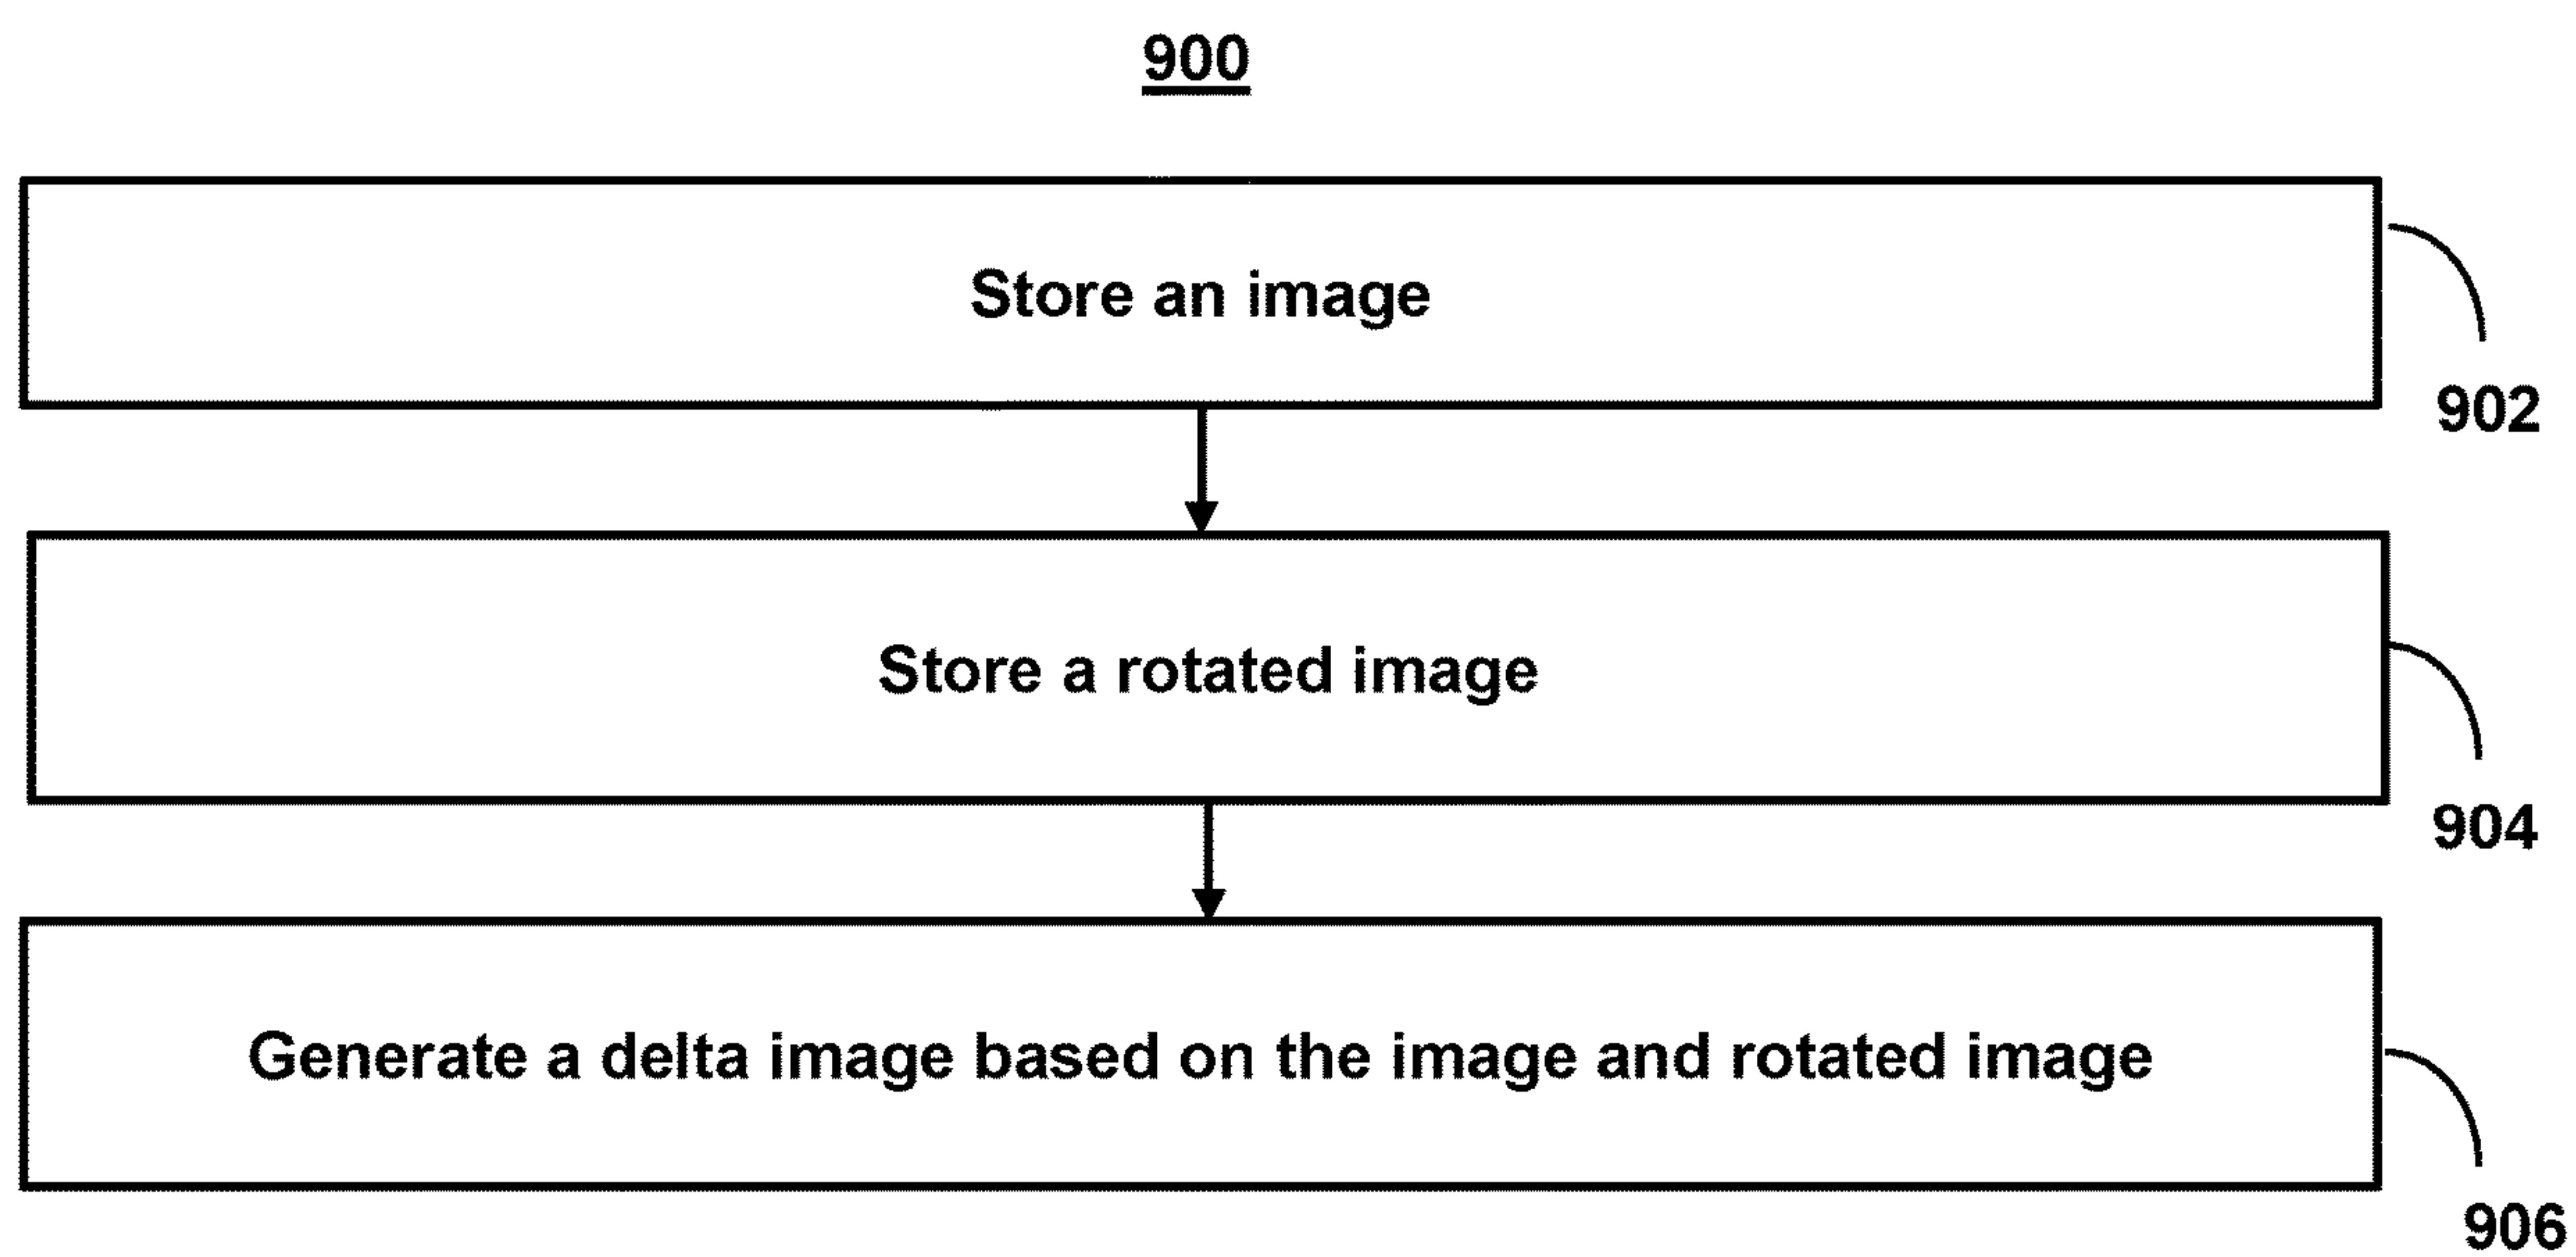 900
Store an image
902
Store a rotated image
904
Generate a delta image based on the image and rotated image
906